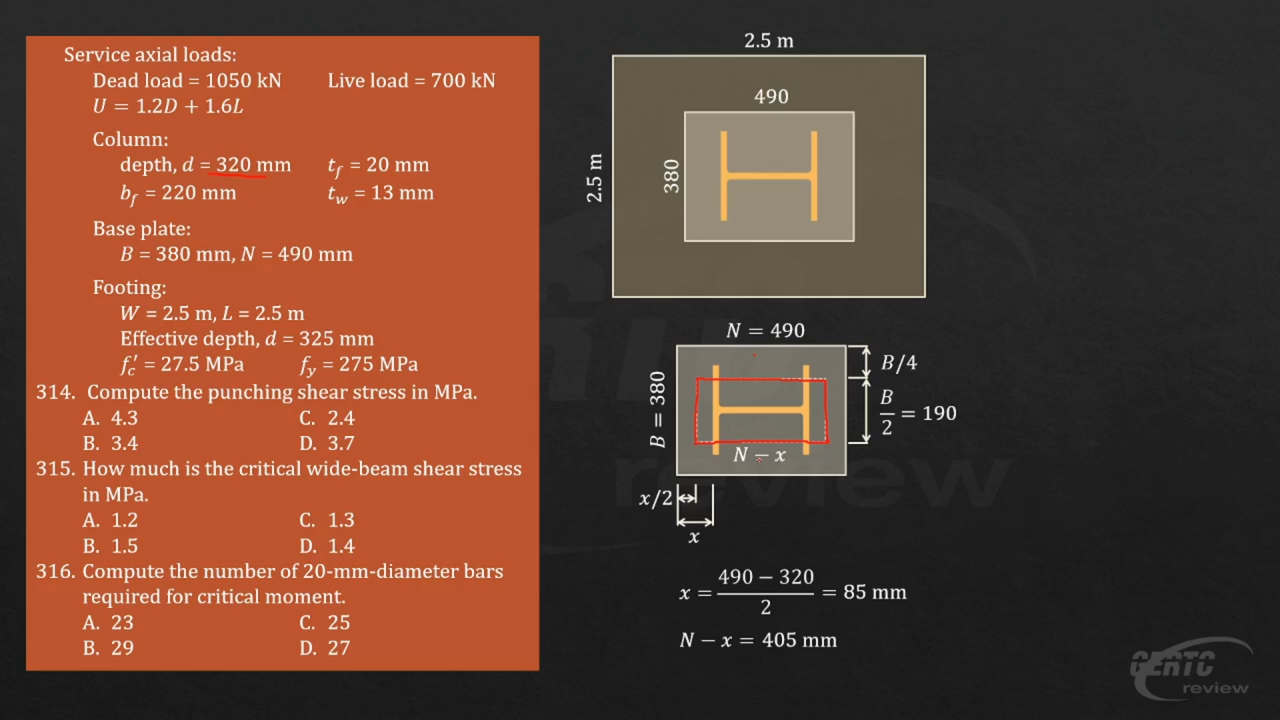 Service axial loads:
Dead load = 1050 kN Live load = 700 kN
U = 1.2D + 1.6L
Column:
depth, d = 320 mm t_f = 20 mm
b_f = 220 mm t_w = 13 mm
Base plate:
B = 380 mm, N = 490 mm
Footing:
W = 2.5 m, L = 2.5 m
Effective depth, d = 325 mm
f_c' = 27.5 MPa f_y = 275 MPa
314. Compute the punching shear stress in MPa.
A. 4.3 C. 2.4
B. 3.4 D. 3.7
315. How much is the critical wide-beam shear stress
in MPa.
A. 1.2 C. 1.3
B. 1.5 D. 1.4
316. Compute the number of 20-mm-diameter bars
required for critical moment.
A. 23 C. 25
B. 29 D. 27
2.5 m
490
2.5 m
380
N = 490
B/4
B = 380
B/2 = 190
N − x
x/2
x
x = (490 − 320)/2 = 85 mm
N − x = 405 mm
GERTC
review
review